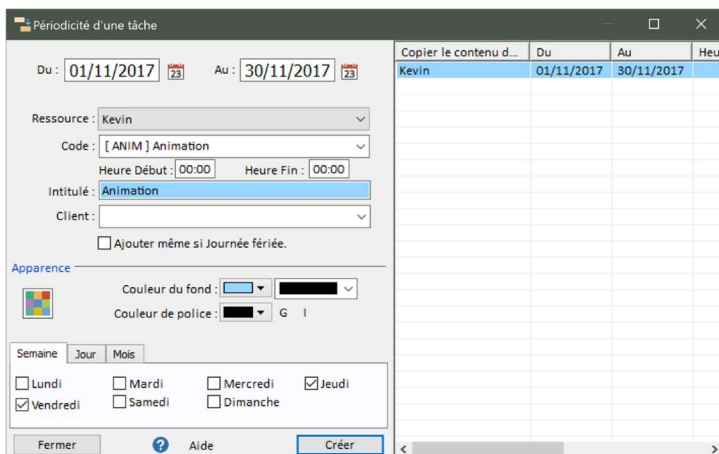 Périodicité d'une tâche
Du : 01/11/2017 23 Au : 30/11/2017 23
Ressource : Kevin
Code : [ ANIM ] Animation
Heure Début : 00:00 Heure Fin : 00:00
Intitulé : Animation
Client :
Ajouter même si Journée fériée.
Apparence
Couleur du fond :
Couleur de police : G I
Semaine Jour Mois
Lundi Mardi Mercredi Jeudi
Vendredi Samedi Dimanche
Fermer ? Aide Créer
Copier le contenu d... Du Au Heu
Kevin 01/11/2017 30/11/2017